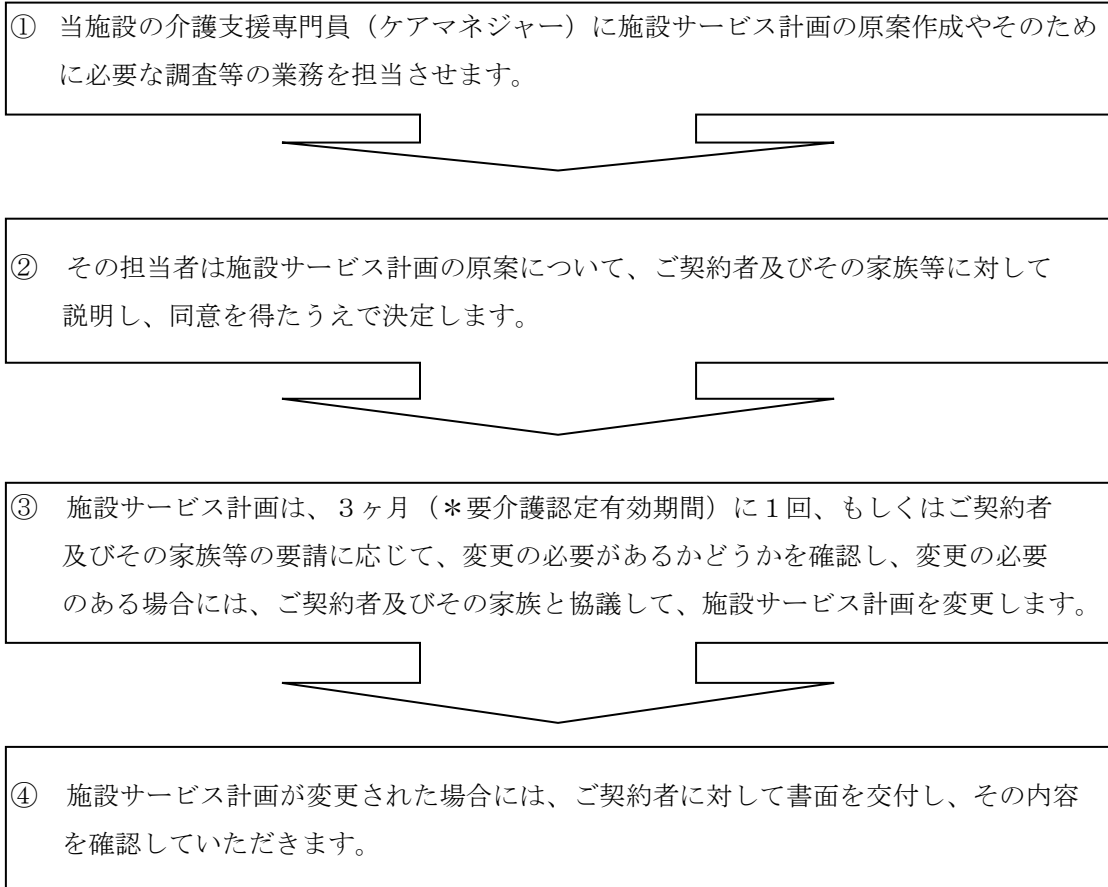 ① 当施設の介護支援専門員（ケアマネジャー）に施設サービス計画の原案作成やそのため
に必要な調査等の業務を担当させます。
② その担当者は施設サービス計画の原案について、ご契約者及びその家族等に対して
説明し、同意を得たうえで決定します。
③ 施設サービス計画は、３ヶ月（＊要介護認定有効期間）に１回、もしくはご契約者
及びその家族等の要請に応じて、変更の必要があるかどうかを確認し、変更の必要
のある場合には、ご契約者及びその家族と協議して、施設サービス計画を変更します。
④ 施設サービス計画が変更された場合には、ご契約者に対して書面を交付し、その内容
を確認していただきます。